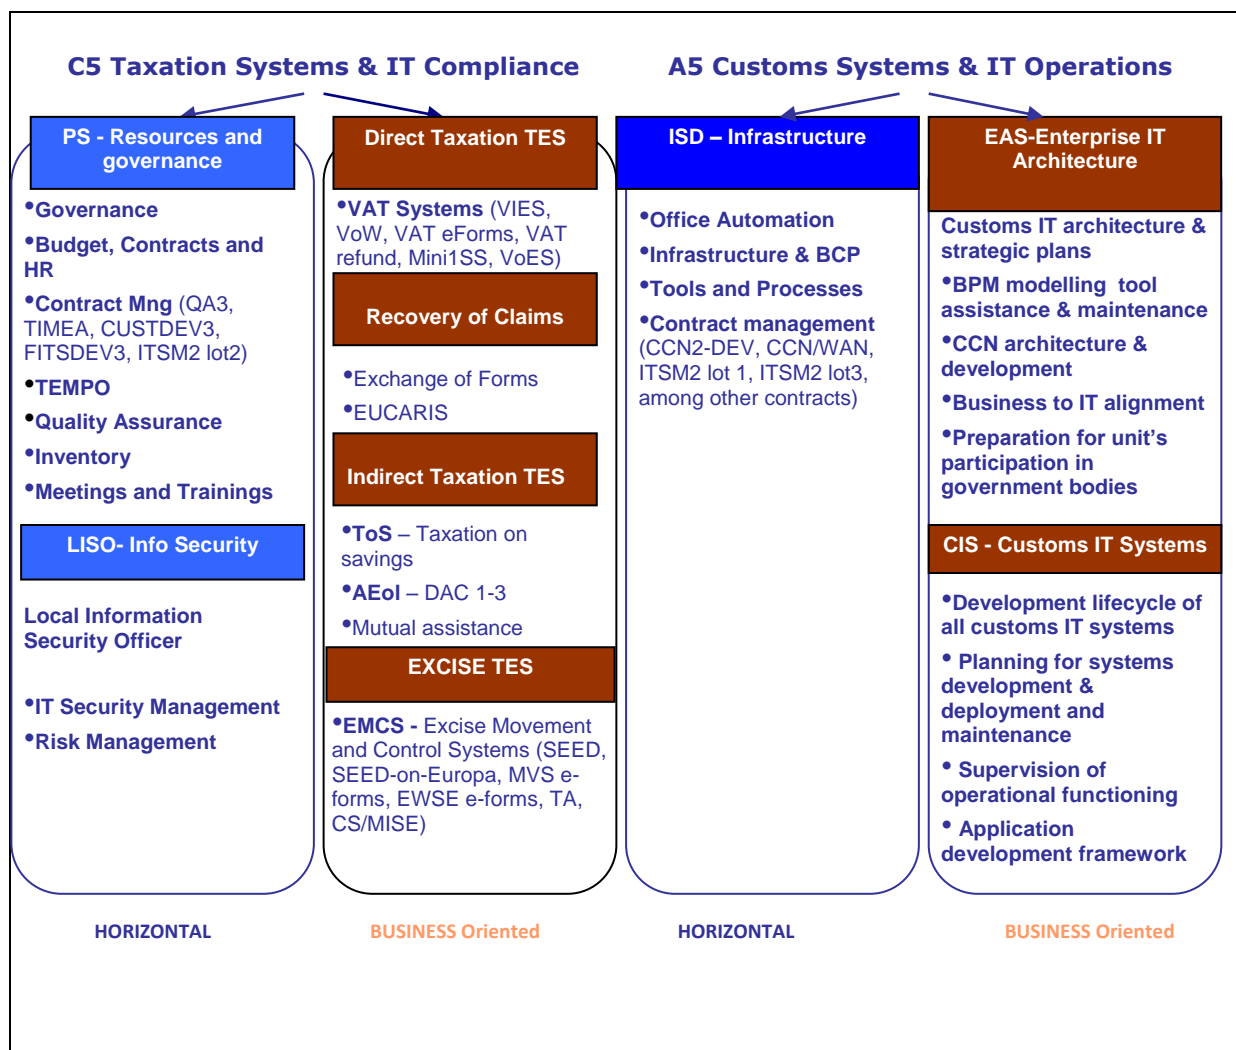 C5 Taxation Systems & IT Compliance
A5 Customs Systems & IT Operations
PS - Resources and
governance
•Governance
•Budget, Contracts and
HR
•Contract Mng (QA3,
TIMEA, CUSTDEV3,
FITSDEV3, ITSM2 lot2)
•TEMPO
•Quality Assurance
•Inventory
•Meetings and Trainings
LISO- Info Security
Local Information
Security Officer
•IT Security Management
•Risk Management
HORIZONTAL
Direct Taxation TES
•VAT Systems (VIES,
VoW, VAT eForms, VAT
refund, Mini1SS, VoES)
Recovery of Claims
•Exchange of Forms
•EUCARIS
Indirect Taxation TES
•ToS – Taxation on
savings
•AEoI – DAC 1-3
•Mutual assistance
EXCISE TES
•EMCS - Excise Movement
and Control Systems (SEED,
SEED-on-Europa, MVS e-
forms, EWSE e-forms, TA,
CS/MISE)
BUSINESS Oriented
ISD – Infrastructure
•Office Automation
•Infrastructure & BCP
•Tools and Processes
•Contract management
(CCN2-DEV, CCN/WAN,
ITSM2 lot 1, ITSM2 lot3,
among other contracts)
HORIZONTAL
EAS-Enterprise IT
Architecture
Customs IT architecture &
strategic plans
•BPM modelling tool
assistance & maintenance
•CCN architecture &
development
•Business to IT alignment
•Preparation for unit's
participation in
government bodies
CIS - Customs IT Systems
•Development lifecycle of
all customs IT systems
• Planning for systems
development &
deployment and
maintenance
• Supervision of
operational functioning
• Application
development framework
BUSINESS Oriented